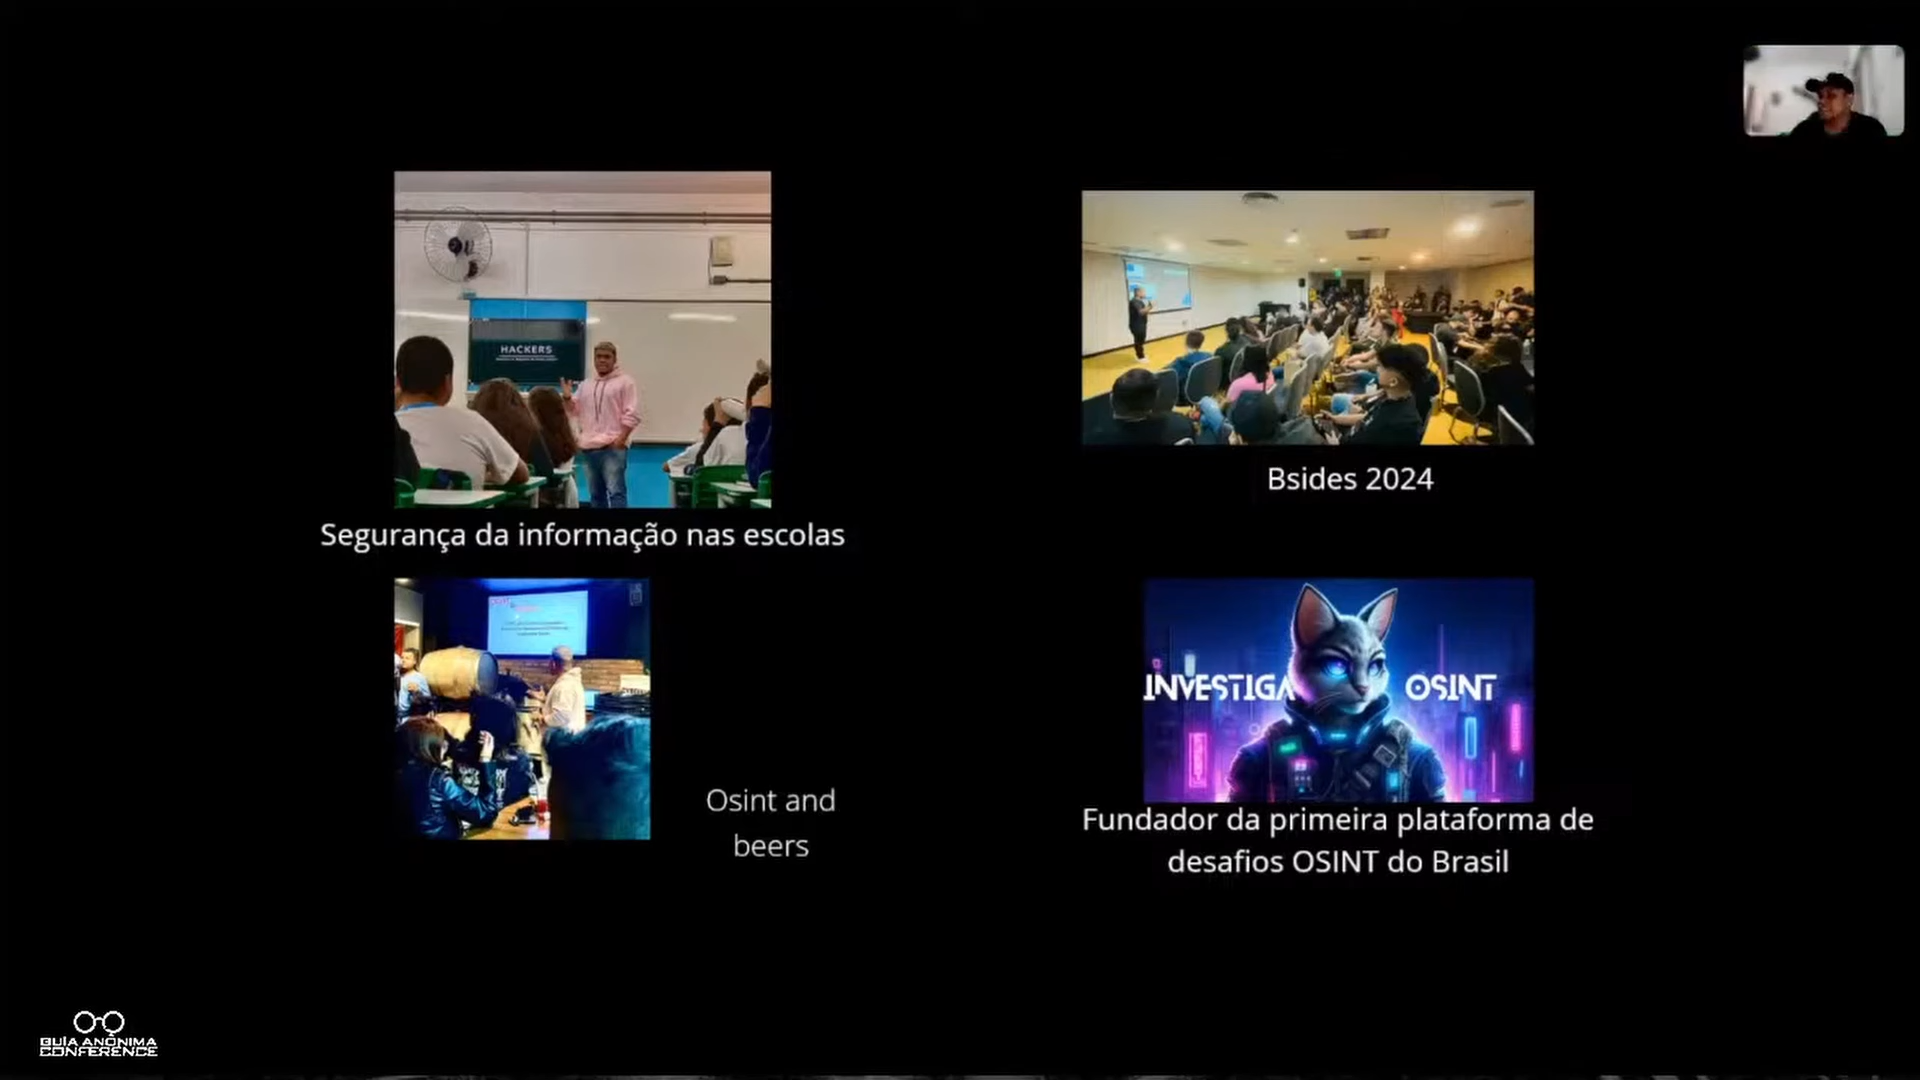 HACKERS
Segurança da informação nas escolas
Bsides 2024
Osint and
beers
INVESTIGA OSINT
Fundador da primeira plataforma de
desafios OSINT do Brasil
GUIA ANÔNIMA
CONFERENCE